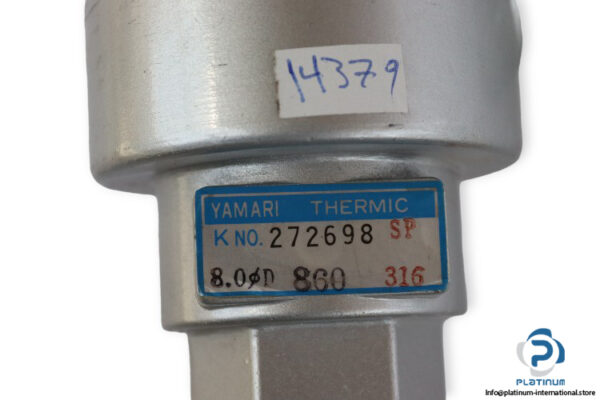 14379
YAMARI THERMIC
K NO. 272698 SP
8.0φD 860 316
PLATINUM
Info@platinum-international.store